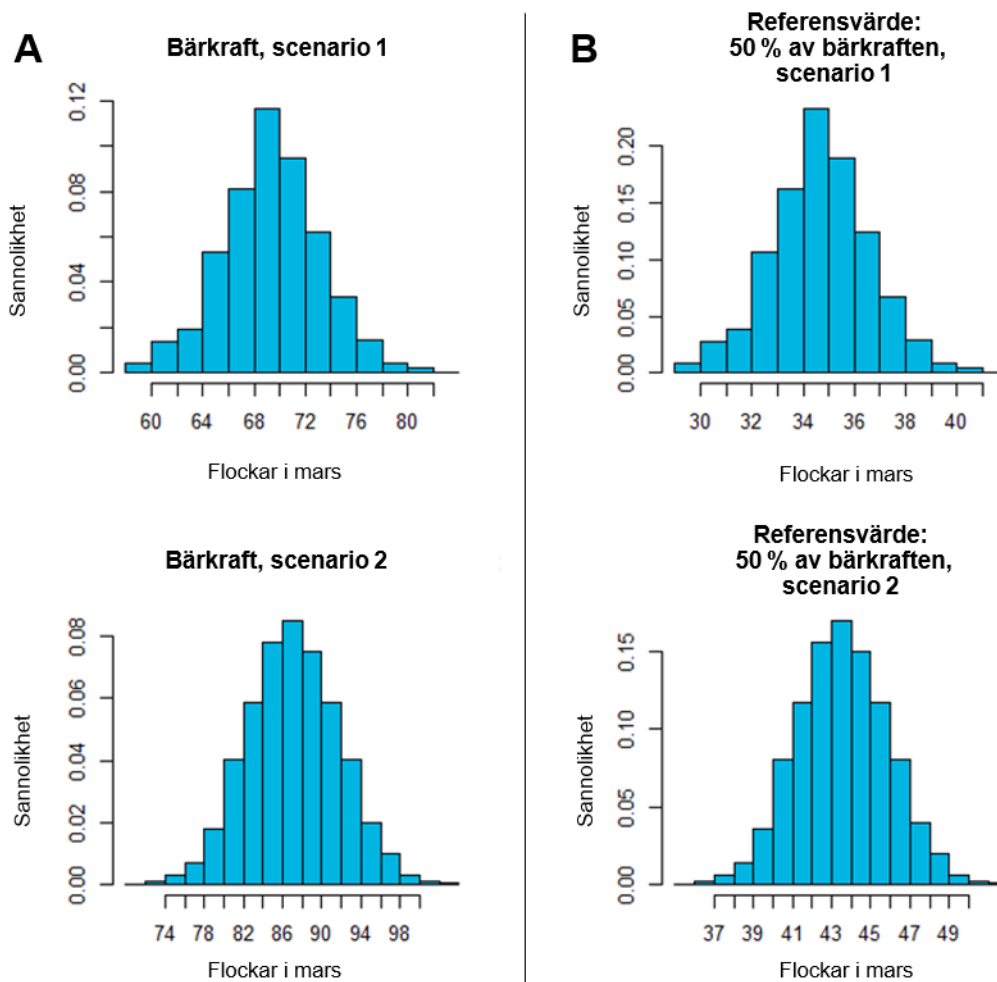 A
Bärkraft, scenario 1
Sannolikhet
0.00
0.04
0.08
0.12
60 64 68 72 76 80
Flockar i mars
B
Referensvärde:
50 % av bärkraften,
scenario 1
Sannolikhet
0.00
0.05
0.10
0.15
0.20
30 32 34 36 38 40
Flockar i mars
Bärkraft, scenario 2
Sannolikhet
0.00
0.02
0.04
0.06
0.08
74 78 82 86 90 94 98
Flockar i mars
Referensvärde:
50 % av bärkraften,
scenario 2
Sannolikhet
0.00
0.05
0.10
0.15
37 39 41 43 45 47 49
Flockar i mars